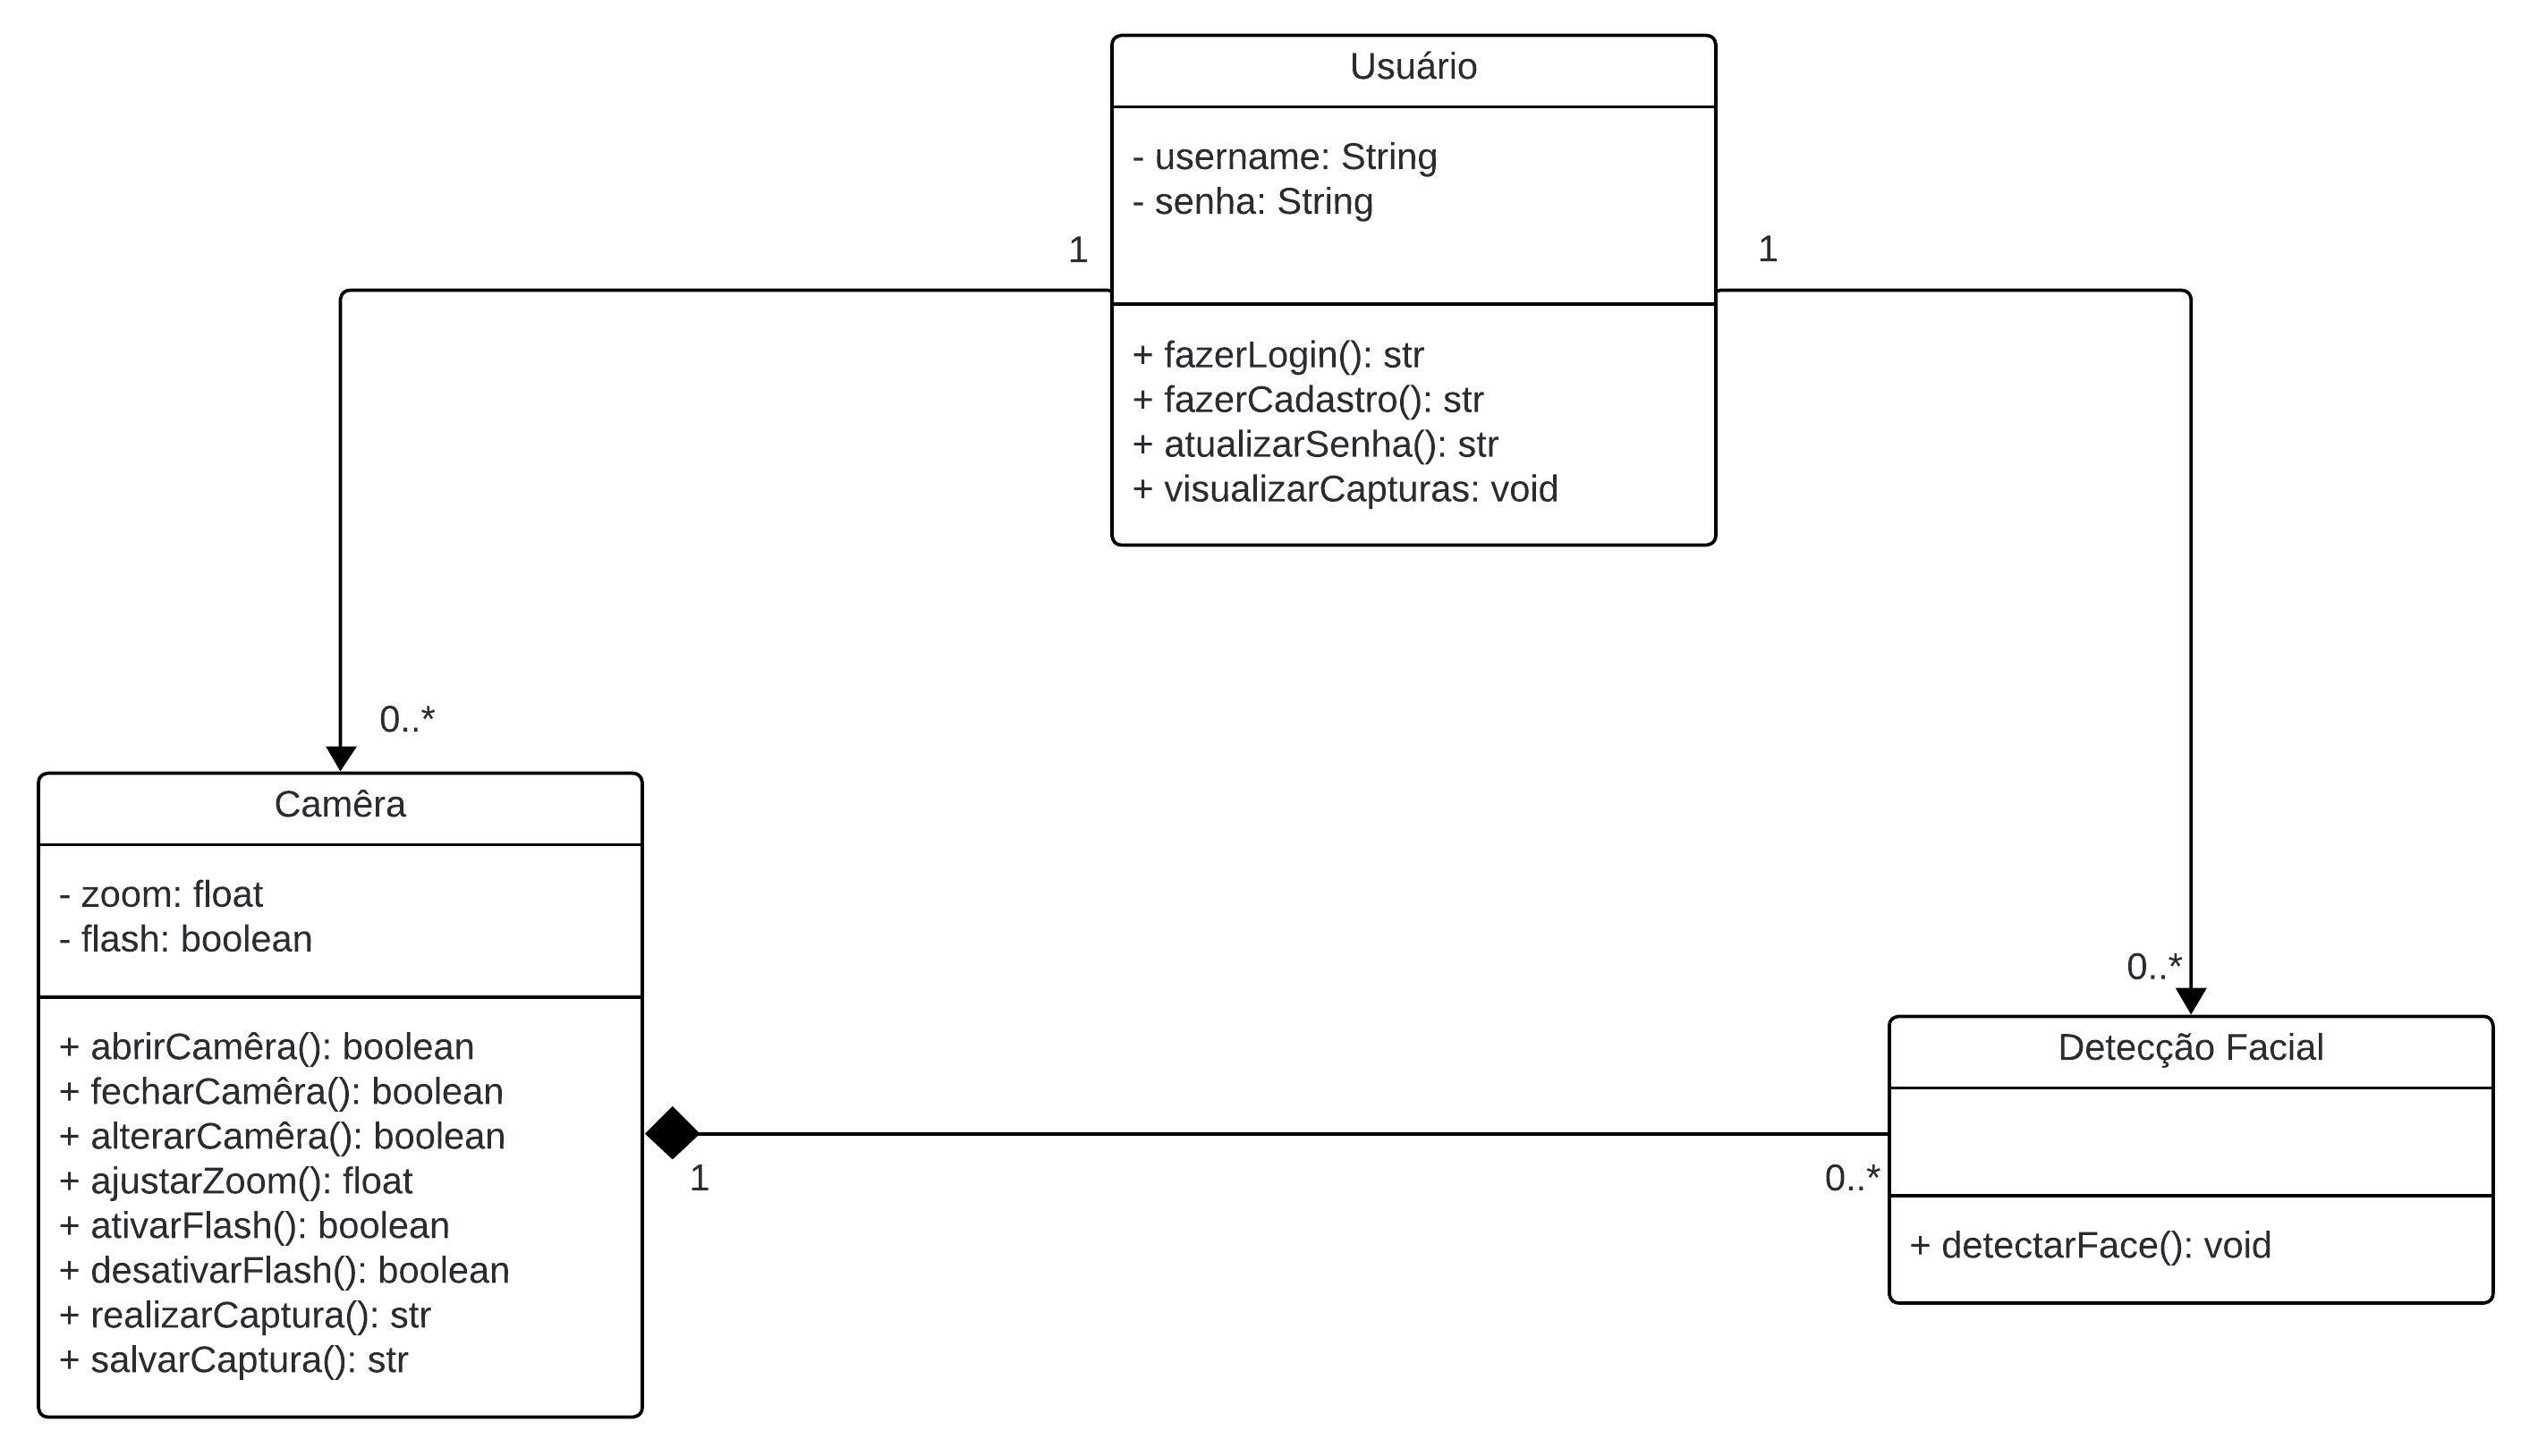 Usuário
- username: String
- senha: String
1
1
+ fazerLogin(): str
+ fazerCadastro(): str
+ atualizarSenha(): str
+ visualizarCapturas: void
0..*
Camêra
- zoom: float
- flash: boolean
+ abrirCamêra(): boolean
+ fecharCamêra(): boolean
+ alterarCamêra(): boolean
+ ajustarZoom(): float
+ ativarFlash(): boolean
+ desativarFlash(): boolean
+ realizarCaptura(): str
+ salvarCaptura(): str
1
0..*
0..*
Detecção Facial
+ detectarFace(): void